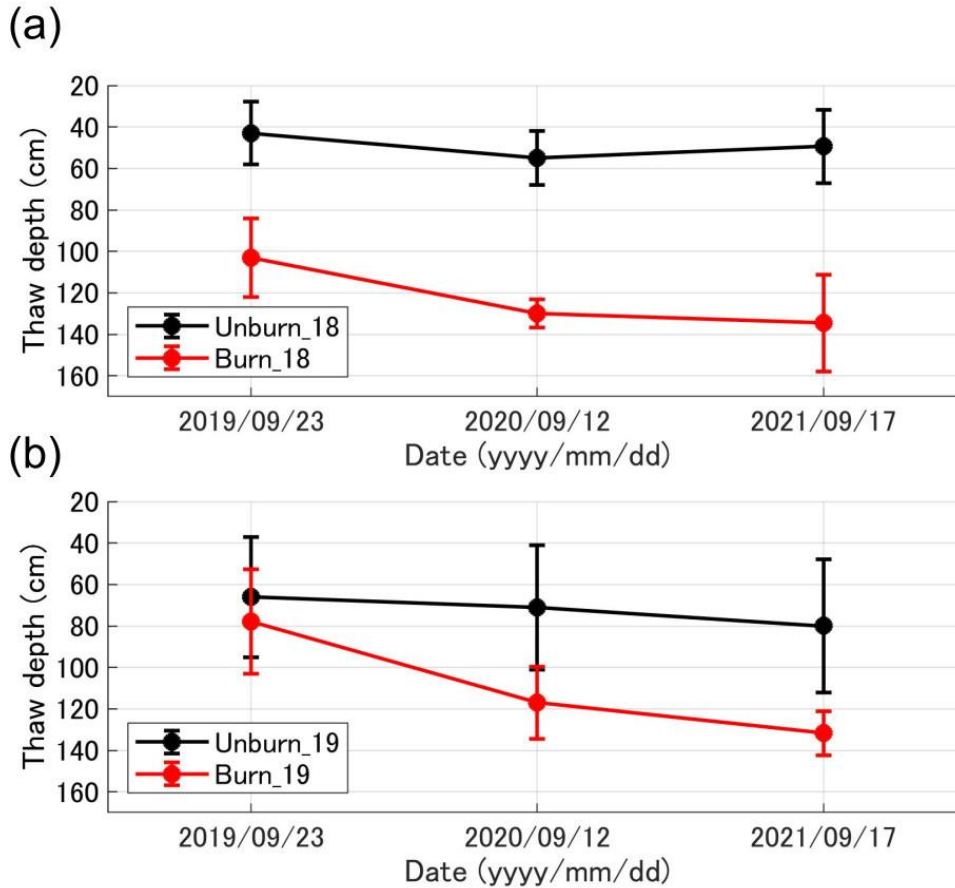 (a)
20
40
60
80
100
120
140
160
Thaw depth (cm)
Unburn_18
Burn_18
2019/09/23
2020/09/12
2021/09/17
Date (yyyy/mm/dd)
(b)
20
40
60
80
100
120
140
160
Thaw depth (cm)
Unburn_19
Burn_19
2019/09/23
2020/09/12
2021/09/17
Date (yyyy/mm/dd)